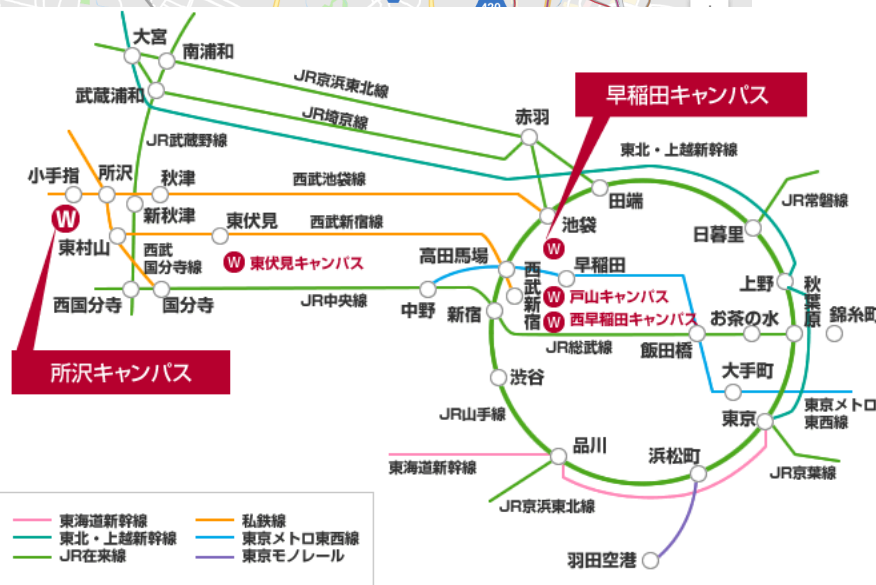 439
大宮
南浦和
JR京浜東北線
武蔵浦和
JR埼京線
赤羽
早稲田キャンパス
JR武蔵野線
東北・上越新幹線
小手指
所沢
秋津
西武池袋線
田端
JR常磐線
W
新秋津
東伏見
西武新宿線
池袋
日暮里
東村山
西武
国分寺線
W
東伏見キャンパス
高田馬場
W
早稲田
上野
秋葉原
西武新宿
W
戸山キャンパス
西国分寺
国分寺
JR中央線
中野
新宿
W
西早稲田キャンパス
お茶の水
錦糸町
JR総武線
飯田橋
所沢キャンパス
渋谷
大手町
JR山手線
東京
東京メトロ
東西線
品川
浜松町
東海道新幹線
JR京葉線
JR京浜東北線
羽田空港
東海道新幹線
私鉄線
東北・上越新幹線
東京メトロ東西線
JR在来線
東京モノレール